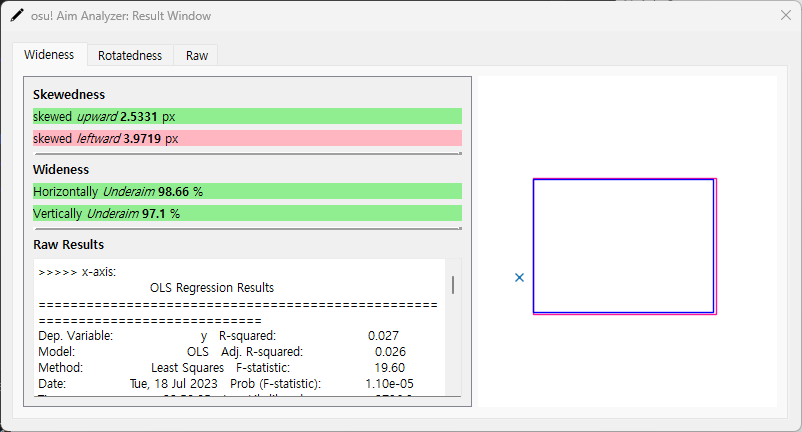 osu! Aim Analyzer: Result Window
Wideness Rotatedness Raw
Skewedness
skewed upward 2.5331 px
skewed leftward 3.9719 px
Wideness
Horizontally Underaim 98.66 %
Vertically Underaim 97.1 %
Raw Results
>>>>> x-axis:
OLS Regression Results
==================================================
============================
Dep. Variable: y R-squared: 0.027
Model: OLS Adj. R-squared: 0.026
Method: Least Squares F-statistic: 19.60
Date: Tue, 18 Jul 2023 Prob (F-statistic): 1.10e-05